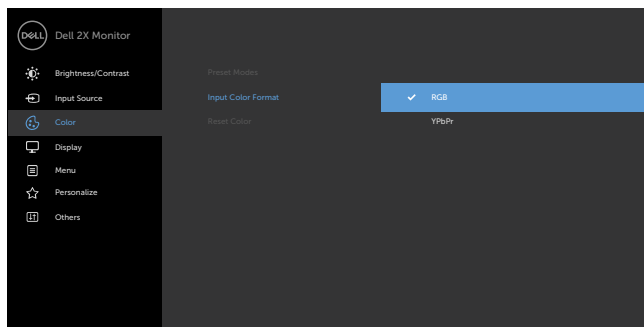 DELL
Dell 2X Monitor
Brightness/Contrast
Input Source
Color
Display
Menu
Personalize
Others
Preset Modes
Input Color Format
Reset Color
RGB
YPbPr